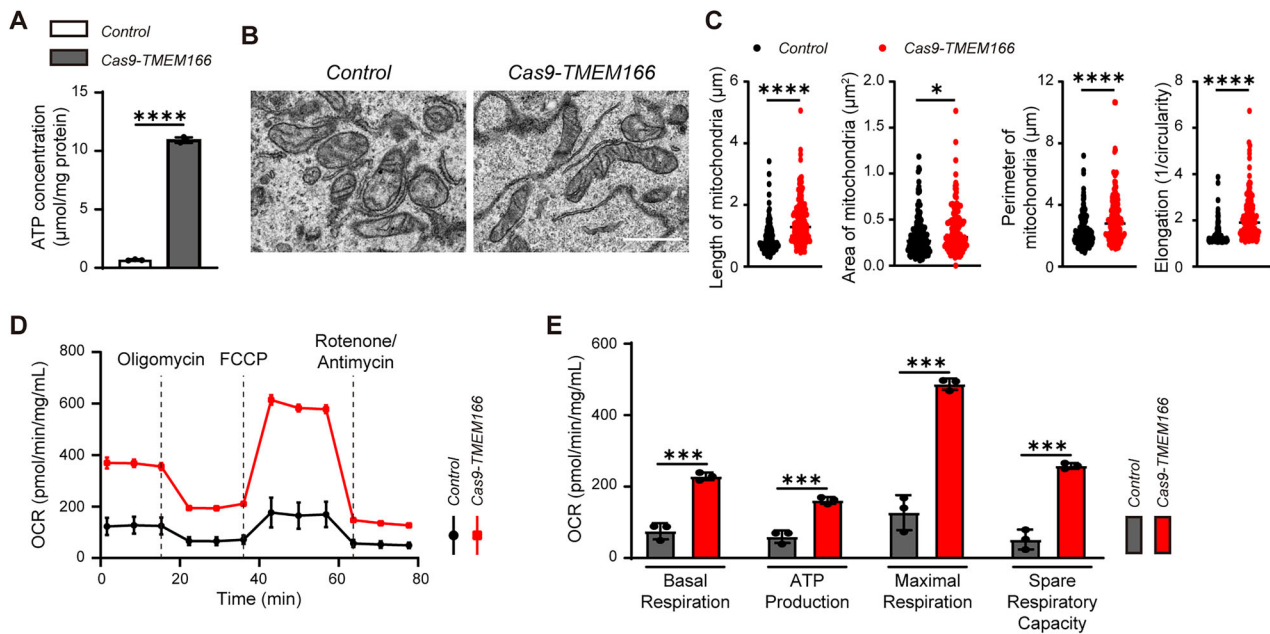 A
Control
Cas9-TMEM166
ATP concentration
(μmol/mg protein)
15
10
5
0
****
B
Control
Cas9-TMEM166
C
Control
Cas9-TMEM166
Length of mitochondria (μm)
6
4
2
0
****
Area of mitochondria (μm²)
2.0
1.5
1.0
0.5
0.0
*
Perimeter of
mitochondria (μm)
12
8
4
0
****
Elongation (1/circularity)
8
6
4
2
0
****
D
OCR (pmol/min/mg/mL)
800
600
400
200
0
Oligomycin
FCCP
Rotenone/
Antimycin
0
20
40
60
80
Time (min)
Control
Cas9-TMEM166
E
OCR (pmol/min/mg/mL)
600
400
200
0
***
***
***
***
Basal
Respiration
ATP
Production
Maximal
Respiration
Spare
Respiratory
Capacity
Control
Cas9-TMEM166